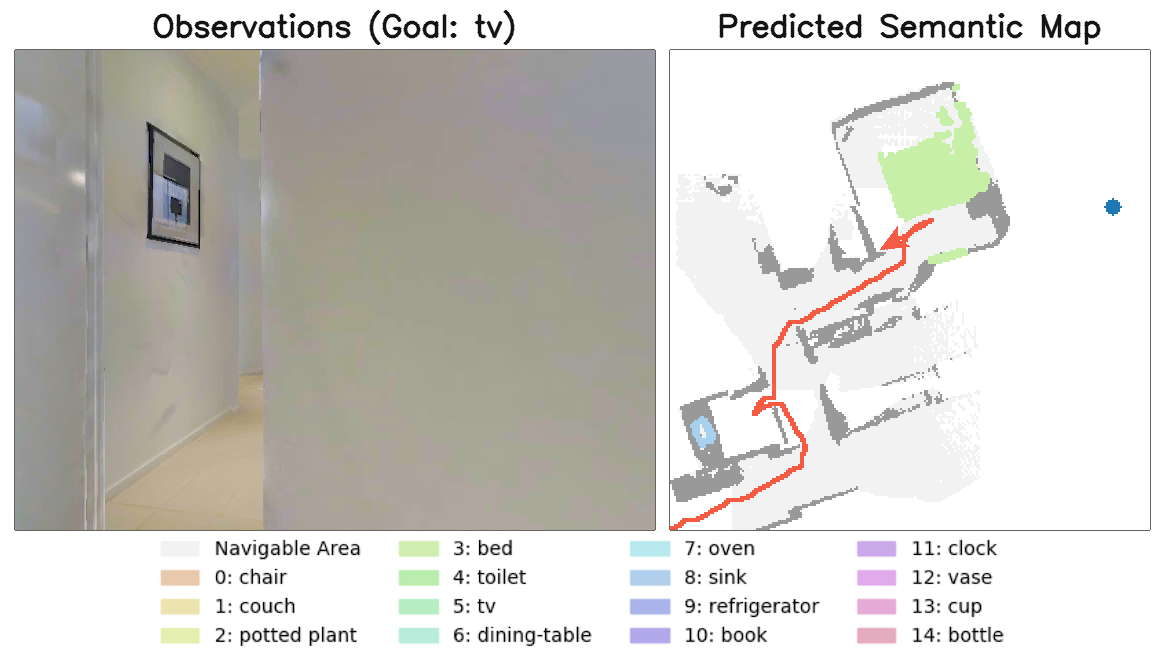 Observations (Goal: tv)
Predicted Semantic Map
Navigable Area
0: chair
1: couch
2: potted plant
3: bed
4: toilet
5: tv
6: dining-table
7: oven
8: sink
9: refrigerator
10: book
11: clock
12: vase
13: cup
14: bottle